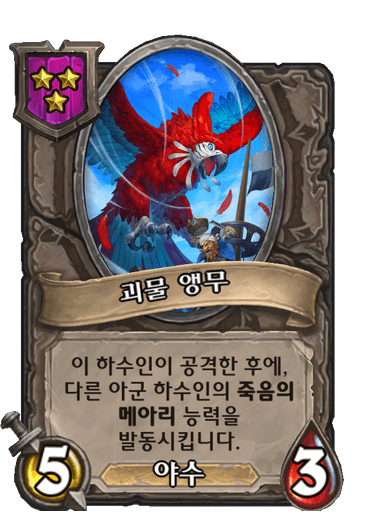 괴물 앵무
이 하수인이 공격한 후에,
다른 아군 하수인의 죽음의
메아리 능력을
발동시킵니다.
5
야수
3